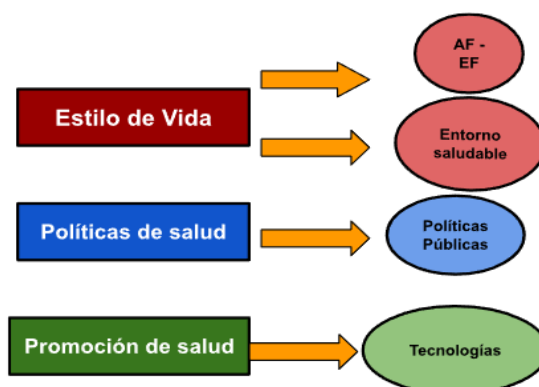 AF -
EF
Estilo de Vida
Entorno
saludable
Políticas de salud
Políticas
Públicas
Promoción de salud
Tecnologías